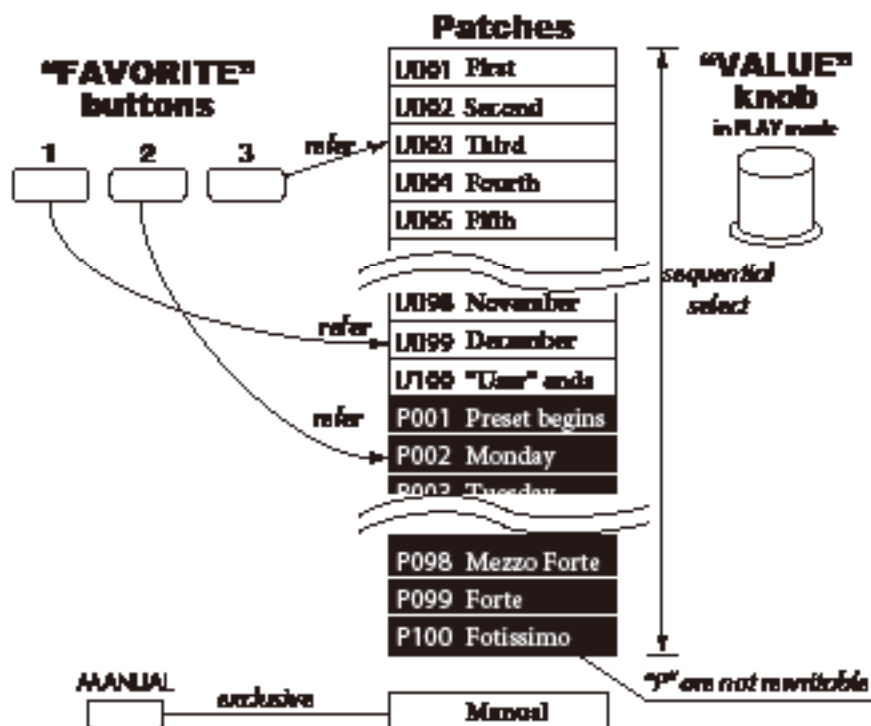 Patches
"FAVORITE"
buttons
1 2 3
refer
refer
refer
U001 First
U002 Second
U003 Third
U004 Fourth
U005 Fifth
U098 November
U099 December
U100 "User" ends
P001 Preset begins
P002 Monday
P003 Tuesday
P098 Mezzo Forte
P099 Forte
P100 Fotissimo
"VALUE"
knob
in PLAY mode
sequential
select
"P" are not rewritable
MANUAL
exclusive
Manual